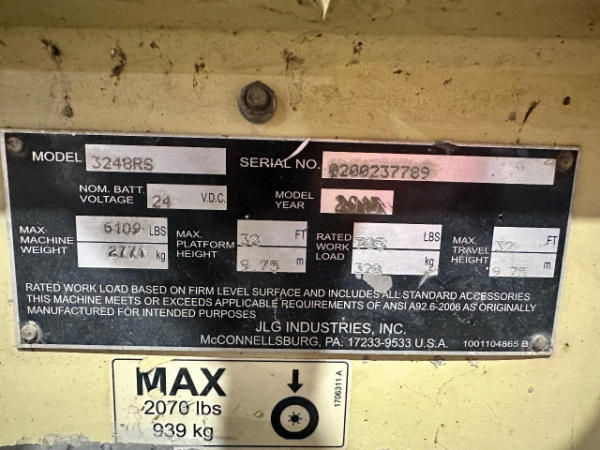 MODEL 3248RS SERIAL NO. 0200237789
NOM. BATT. VOLTAGE 24 V.D.C. MODEL YEAR
MAX. MACHINE WEIGHT 6109 LBS 2771 kg
MAX. PLATFORM HEIGHT 32 FT 9.75 m
RATED WORK LOAD LBS 320 kg
MAX. TRAVEL HEIGHT 32 FT 9.75 m
RATED WORK LOAD BASED ON FIRM LEVEL SURFACE AND INCLUDES ALL STANDARD ACCESSORIES
THIS MACHINE MEETS OR EXCEEDS APPLICABLE REQUIREMENTS OF ANSI A92.6-2006 AS ORIGINALLY
MANUFACTURED FOR INTENDED PURPOSES
JLG INDUSTRIES, INC.
McCONNELLSBURG, PA. 17233-9533 U.S.A. 1001104865 B
MAX
2070 lbs
939 kg
1706311 A